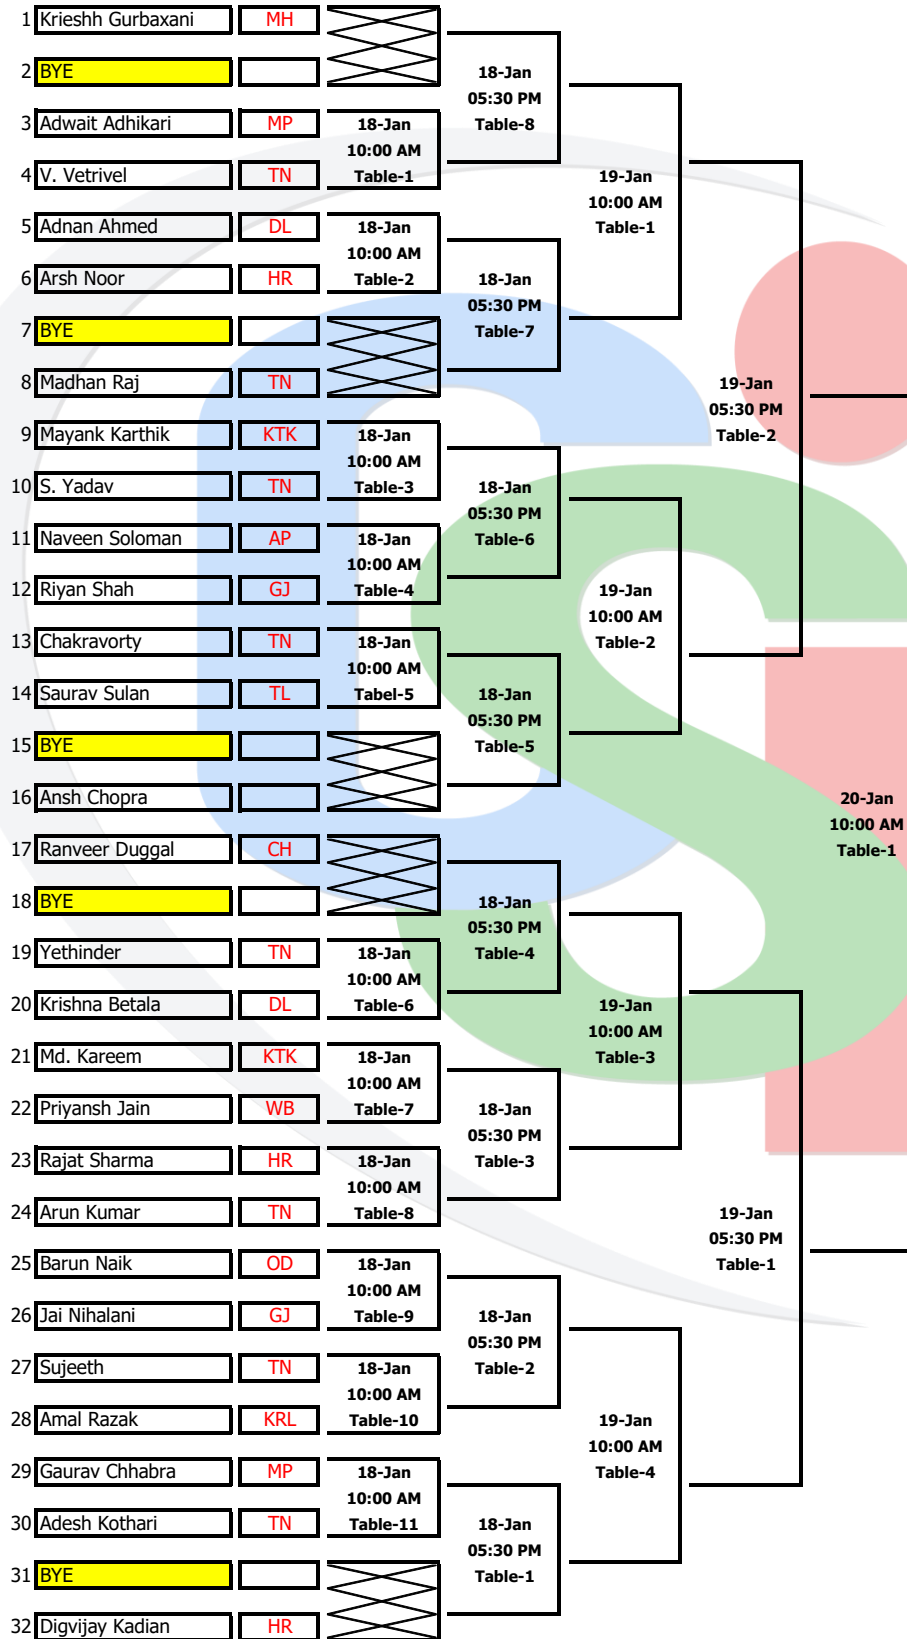 1 Krieshh Gurbaxani MH
2 BYE
18-Jan
05:30 PM
Table-8
3 Adwait Adhikari MP
18-Jan
10:00 AM
Table-1
4 V. Vetrivel TN
19-Jan
10:00 AM
Table-1
5 Adnan Ahmed DL
18-Jan
10:00 AM
Table-2
6 Arsh Noor HR
18-Jan
05:30 PM
Table-7
7 BYE
8 Madhan Raj TN
19-Jan
05:30 PM
Table-2
9 Mayank Karthik KTK
18-Jan
10:00 AM
Table-3
10 S. Yadav TN
18-Jan
05:30 PM
Table-6
11 Naveen Soloman AP
18-Jan
10:00 AM
Table-4
12 Riyan Shah GJ
19-Jan
10:00 AM
Table-2
13 Chakravorty TN
18-Jan
10:00 AM
Tabel-5
14 Saurav Sulan TL
18-Jan
05:30 PM
Table-5
15 BYE
16 Ansh Chopra
20-Jan
10:00 AM
Table-1
17 Ranveer Duggal CH
18 BYE
18-Jan
05:30 PM
Table-4
19 Yethinder TN
18-Jan
10:00 AM
Table-6
20 Krishna Betala DL
19-Jan
10:00 AM
Table-3
21 Md. Kareem KTK
18-Jan
10:00 AM
Table-7
22 Priyansh Jain WB
18-Jan
05:30 PM
Table-3
23 Rajat Sharma HR
18-Jan
10:00 AM
Table-8
24 Arun Kumar TN
19-Jan
05:30 PM
Table-1
25 Barun Naik OD
18-Jan
10:00 AM
Table-9
26 Jai Nihalani GJ
18-Jan
05:30 PM
Table-2
27 Sujeeth TN
18-Jan
10:00 AM
Table-10
28 Amal Razak KRL
19-Jan
10:00 AM
Table-4
29 Gaurav Chhabra MP
18-Jan
10:00 AM
Table-11
30 Adesh Kothari TN
18-Jan
05:30 PM
Table-1
31 BYE
32 Digvijay Kadian HR